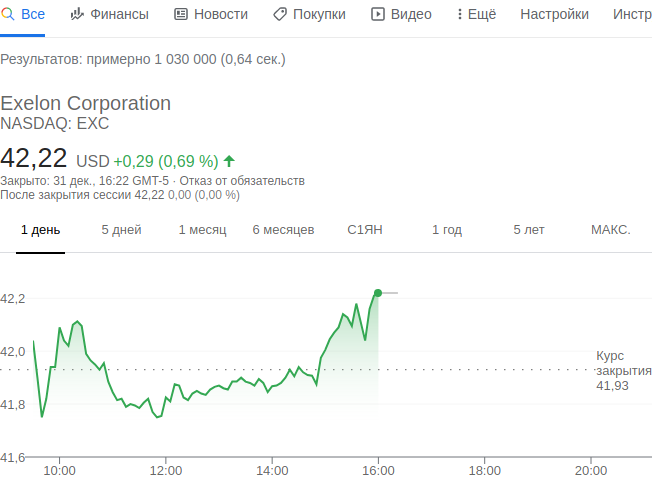 Все Финансы Новости Покупки Видео Ещё Настройки Инстр
Результатов: примерно 1 030 000 (0,64 сек.)
Exelon Corporation
NASDAQ: EXC
42,22 USD +0,29 (0,69 %)
Закрыто: 31 дек., 16:22 GMT-5 · Отказ от обязательств
После закрытия сессии 42,22 0,00 (0,00 %)
1 день 5 дней 1 месяц 6 месяцев С1ЯН 1 год 5 лет МАКС.
42,2
42,0
Курс
закрытия
41,93
41,8
41,6
10:00 12:00 14:00 16:00 18:00 20:00